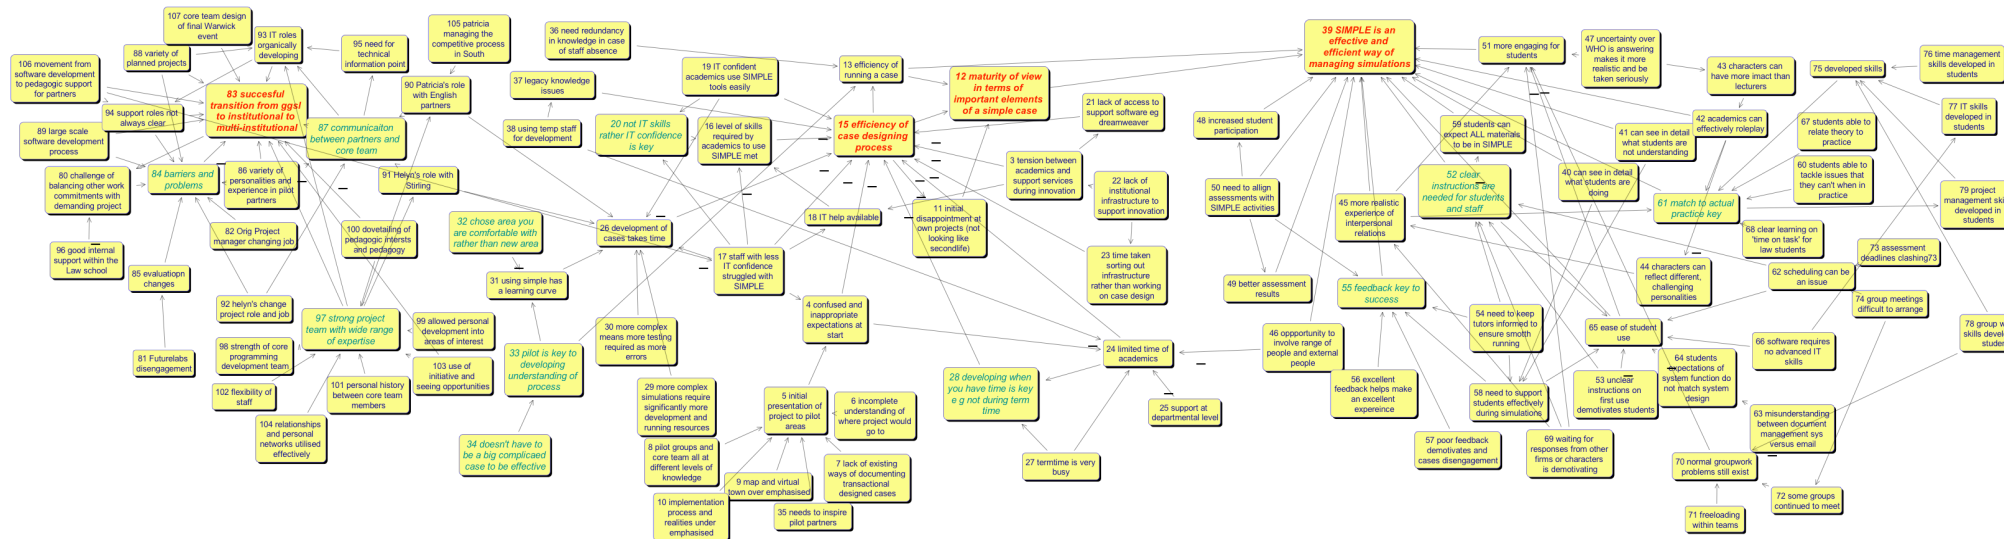 107 core team design
of final Warwick
event
93 IT roles
organically
developing
88 variety of
planned projects
95 need for
technical
information point
105 patricia
managing the
competitive process
in South
106 movement from
software development
to pedagogic support
for partners
90 Patricia's role
with English
partners
83 succesful
transition from ggsl
to institutional to
multi-institutional
94 support roles not
always clear
87 communicaiton
between partners and
core team
89 large scale
software development
process
80 challenge of
balancing other work
commitments with
demanding project
84 barriers and
problems
86 variety of
personalities and
experience in pilot
partners
91 Helyn's role with
Stirling
82 Orig Project
manager changing job
100 dovetailing of
pedagogic intersts
and pedagogy
96 good internal
support within the
Law school
85 evaluatiopn
changes
92 helyn's change
project role and job
97 strong project
team with wide range
of expertise
99 allowed personal
development into
areas of interest
81 Futurelabs
disengagement
98 strength of core
programming
development team
103 use of
initiative and
seeing opportunities
102 flexibility of
staff
101 personal history
between core team
members
104 relationships
and personal
networks utilised
effectively
36 need redundancy
in knowledge in case
of staff absence
37 legacy knowledge
issues
19 IT confident
academics use SIMPLE
tools easily
13 efficiency of
running a case
12 maturity of view
in terms of
important elements
of a simple case
38 using temp staff
for development
20 not IT skills
rather IT confidence
is key
16 level of skills
required by
academics to use
SIMPLE met
15 efficiency of
case designing
process
21 lack of access to
support software eg
dreamweaver
3 tension between
academics and
support services
during innovation
22 lack of
institutional
infrastructure to
support innovation
32 chose area you
are comfortable with
rather than new area
26 development of
cases takes time
18 IT help available
11 initial
disappointment at
own projects (not
looking like
secondlife)
17 staff with less
IT confidence
struggled with
SIMPLE
23 time taken
sorting out
infrastructure
rather than working
on case design
31 using simple has
a learning curve
4 confused and
inappropriate
expectations at
start
30 more complex
means more testing
required as more
errors
33 pilot is key to
developing
understanding of
process
24 limited time of
academics
28 developing when
you have time is key
e g not during term
time
29 more complex
simulations require
significantly more
development and
running resources
5 initial
presentation of
project to pilot
areas
6 incomplete
understanding of
where project would
go to
25 support at
departmental level
34 doesn't have to
be a big complicaed
case to be effective
8 pilot groups and
core team all at
different levels of
knowledge
9 map and virtual
town over emphasised
7 lack of existing
ways of documenting
transactional
designed cases
27 termtime is very
busy
10 implementation
process and
realities under
emphasised
35 needs to inspire
pilot partners
39 SIMPLE is an
effective and
efficient way of
managing simulations
51 more engaging for
students
47 uncertainty over
WHO is answering
makes it more
realistic and be
taken seriously
43 characters can
have more imact than
lecturers
75 developed skills
76 time management
skills developed in
students
77 IT skills
developed in
students
48 increased student
participation
59 students can
expect ALL materials
to be in SIMPLE
41 can see in detail
what students are
not understanding
42 academics can
effectively roleplay
67 students able to
relate theory to
practice
60 students able to
tackle issues that
they can't when in
practice
40 can see in detail
what students are
doing
50 need to allign
assessments with
SIMPLE activities
52 clear
instructions are
needed for students
and staff
45 more realistic
experience of
interpersonal
relations
61 match to actual
practice key
79 project
management skil
developed in
students
68 clear learning on
'time on task' for
law students
73 assessment
deadlines clashing73
44 characters can
reflect different,
challenging
personalities
62 scheduling can be
an issue
49 better assessment
results
55 feedback key to
success
74 group meetings
difficult to arrange
54 need to keep
tutors informed to
ensure smoth
running
65 ease of student
use
46 oppportunity to
involve range of
people and external
people
66 software requires
no advanced IT
skills
78 group w
skills develo
studer
64 students
expectations of
system function do
not match system
design
56 excellent
feedback helps make
an excellent
expereince
53 unclear
instructions on
first use
demotivates students
58 need to support
students effectively
during simulations
63 misunderstanding
between document
management sys
versus email
57 poor feedback
demotivates and
cases disengagement
69 waiting for
responses from other
firms or characters
is demotivating
70 normal groupwork
problems still exist
72 some groups
continued to meet
71 freeloading
within teams